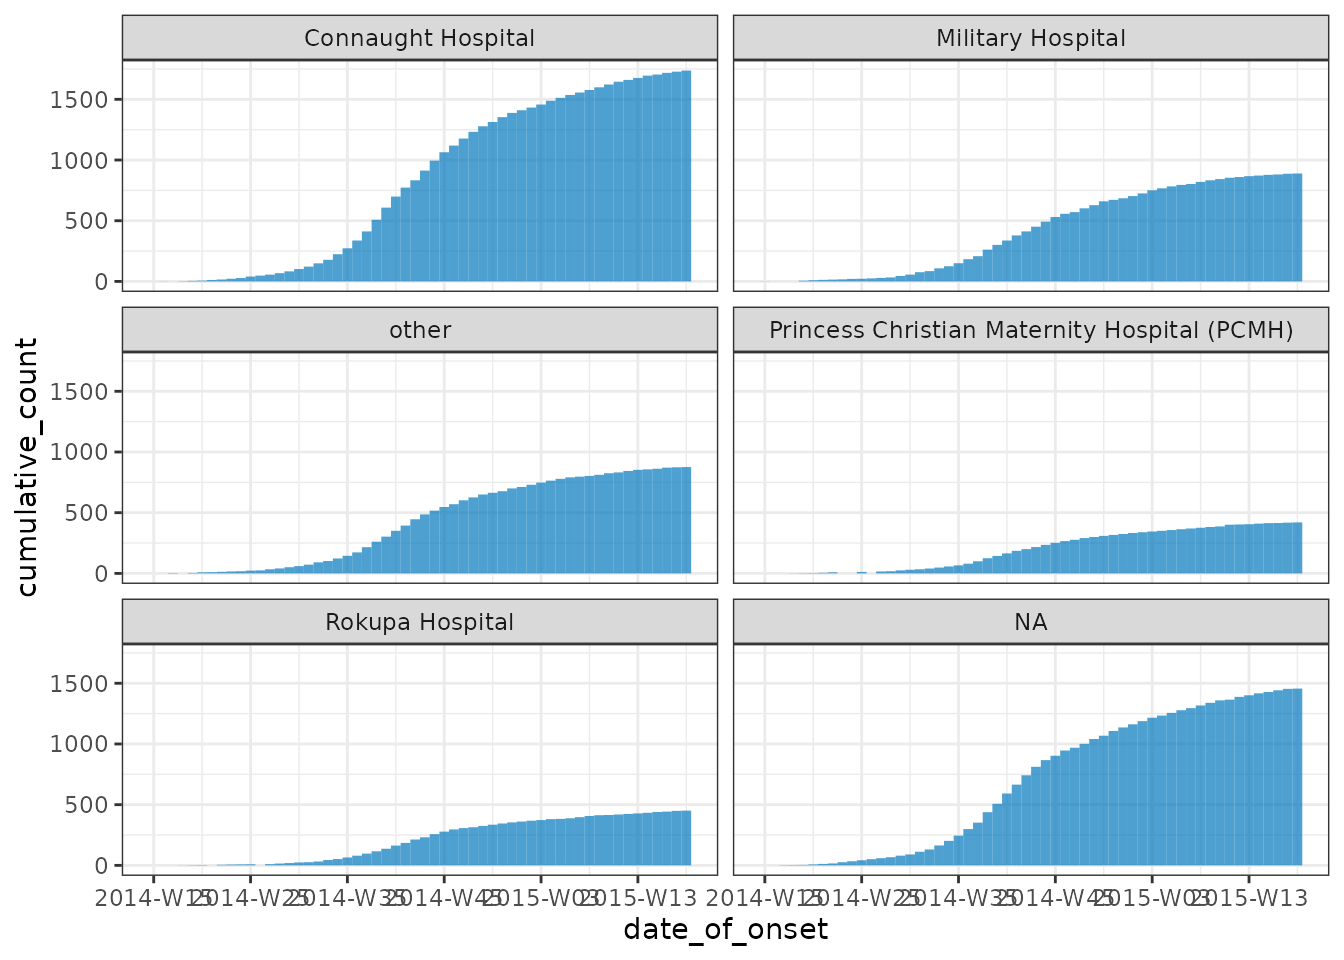 Connaught Hospital
Military Hospital
1500
1000
500
0
other
Princess Christian Maternity Hospital (PCMH)
1500
1000
500
0
Rokupa Hospital
NA
1500
1000
500
0
2014-W15 2014-W25 2014-W35 2014-W45 2015-W03 2015-W13
2014-W15 2014-W25 2014-W35 2014-W45 2015-W03 2015-W13
date_of_onset
cumulative_count